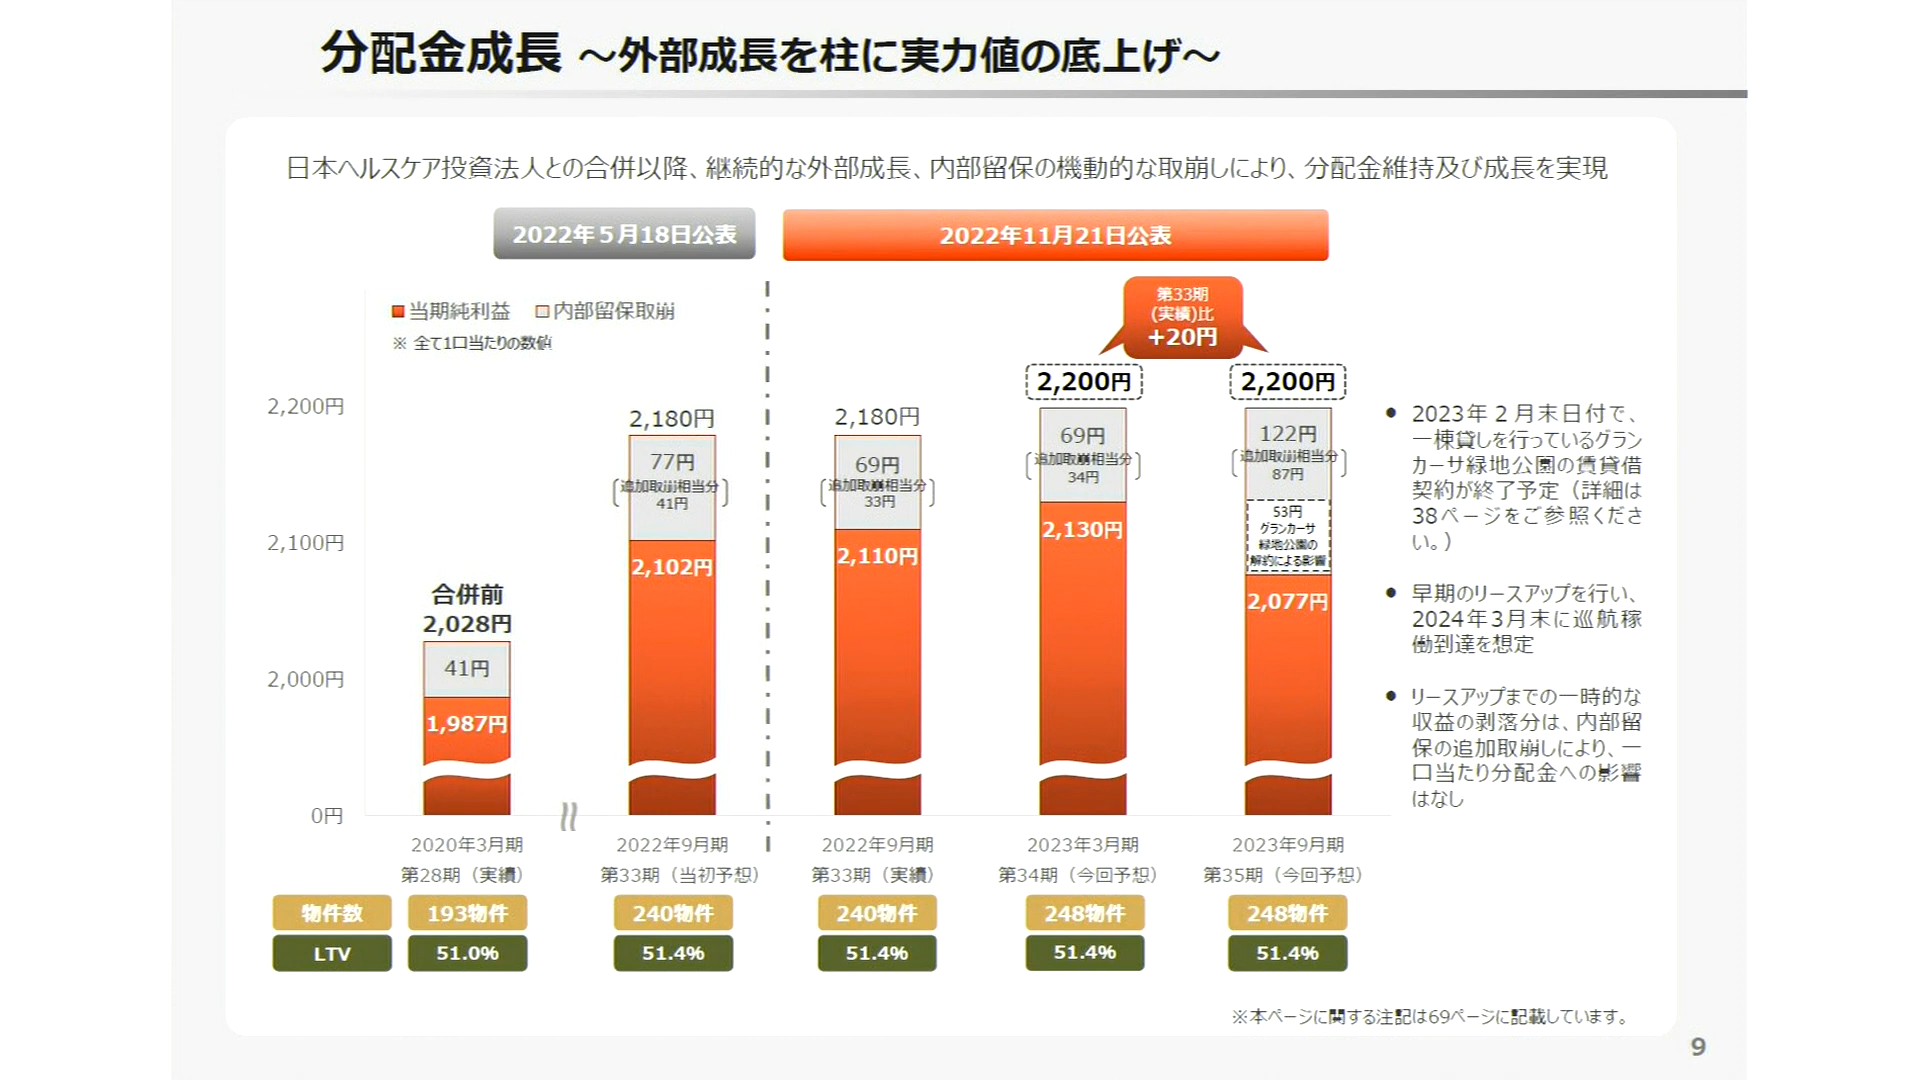 分配金成長 ～外部成長を柱に実力値の底上げ～
日本ヘルスケア投資法人との合併以降、継続的な外部成長、内部留保の機動的な取崩しにより、分配金維持及び成長を実現
2022年５月18日公表
2022年11月21日公表
当期純利益 内部留保取崩
※ 全て1口当たりの数値
第33期
(実績)比
+20円
2,200円
2,100円
2,000円
0円
合併前
2,028円
41円
1,987円
2,180円
77円
追加取崩相当分
41円
2,102円
2,180円
69円
追加取崩相当分
33円
2,110円
2,200円
69円
追加取崩相当分
34円
2,130円
2,200円
122円
追加取崩相当分
87円
53円
グランカーサ
緑地公園の
解約による影響
2,077円
2020年3月期 2022年9月期 2022年9月期 2023年3月期 2023年9月期
第28期（実績） 第33期（当初予想） 第33期（実績） 第34期（今回予想） 第35期（今回予想）
物件数 193物件 240物件 240物件 248物件 248物件
LTV 51.0% 51.4% 51.4% 51.4% 51.4%
● 2023年２月末日付で、
一棟貸しを行っているグラン
カーサ緑地公園の賃貸借
契約が終了予定（詳細は
38ページをご参照くださ
い。）
● 早期のリースアップを行い、
2024年3月末に巡航稼
働到達を想定
● リースアップまでの一時的な
収益の剥落分は、内部留
保の追加取崩しにより、一
口当たり分配金への影響
はなし
※本ページに関する注記は69ページに記載しています。
9